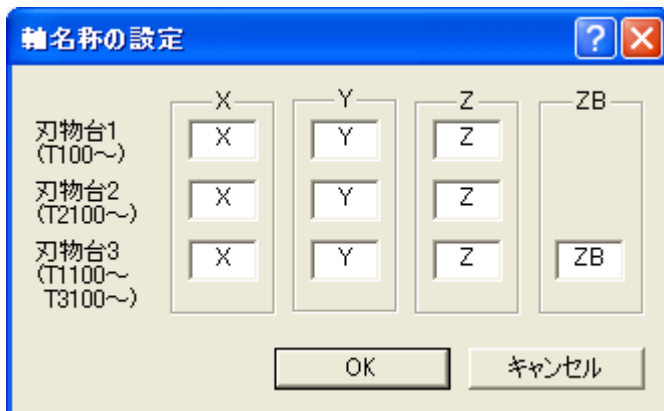 軸名称の設定
X Y Z ZB
刃物台1 X Y Z
(T100～)
刃物台2 X Y Z
(T2100～)
刃物台3 X Y Z ZB
(T1100～
T3100～)
OK キャンセル